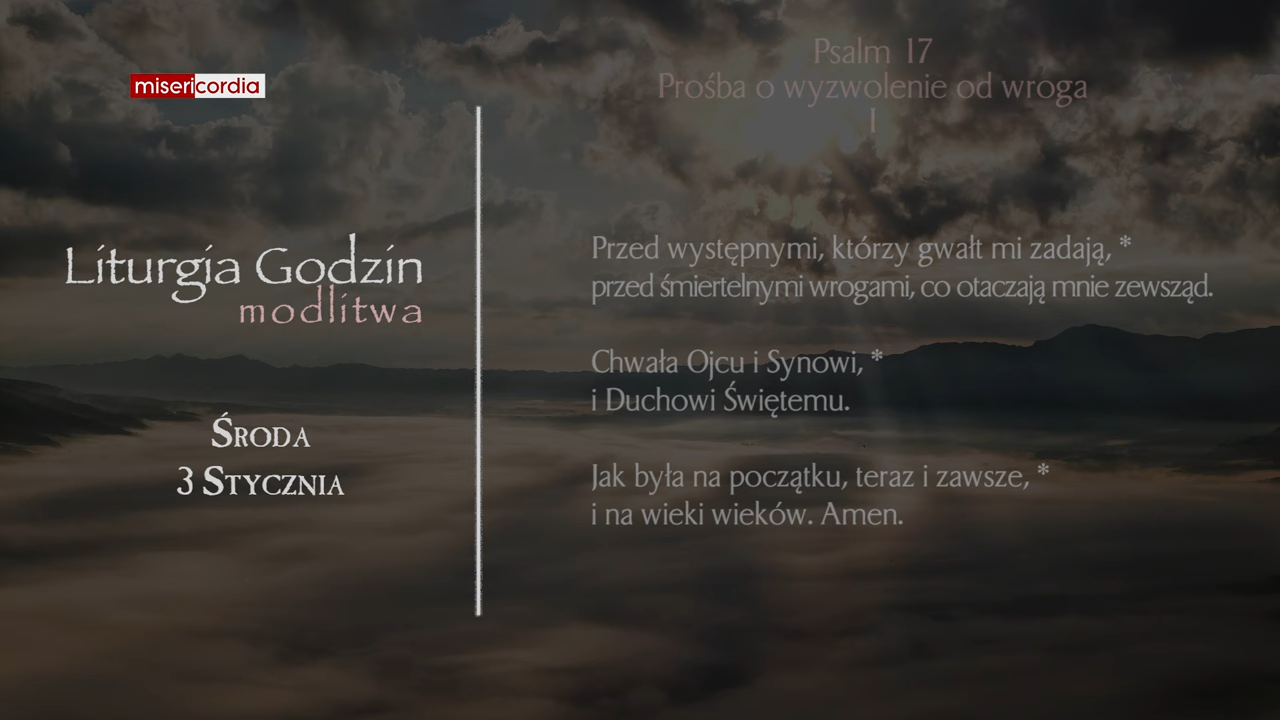 misericordia
Liturgia Godzin
modlitwa
Środa
3 Stycznia
Psalm 17
Prośba o wyzwolenie od wroga
I
Przed występnymi, którzy gwałt mi zadają, *
przed śmiertelnymi wrogami, co otaczają mnie zewsząd.
Chwała Ojcu i Synowi, *
i Duchowi Świętemu.
Jak była na początku, teraz i zawsze, *
i na wieki wieków. Amen.